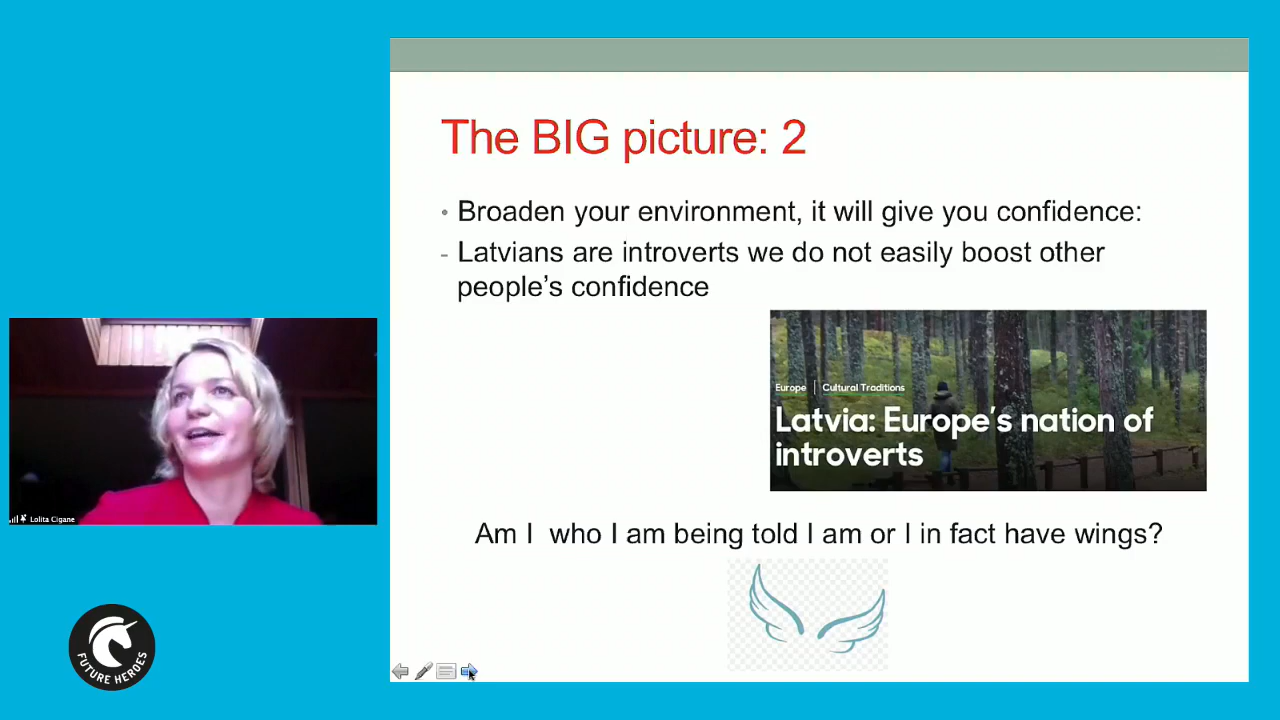 The BIG picture: 2
• Broaden your environment, it will give you confidence:
- Latvians are introverts we do not easily boost other
people’s confidence
Europe | Cultural Traditions
Latvia: Europe’s nation of
introverts
Am I  who I am being told I am or I in fact have wings?
Lolita Cigane
FUTURE HEROES